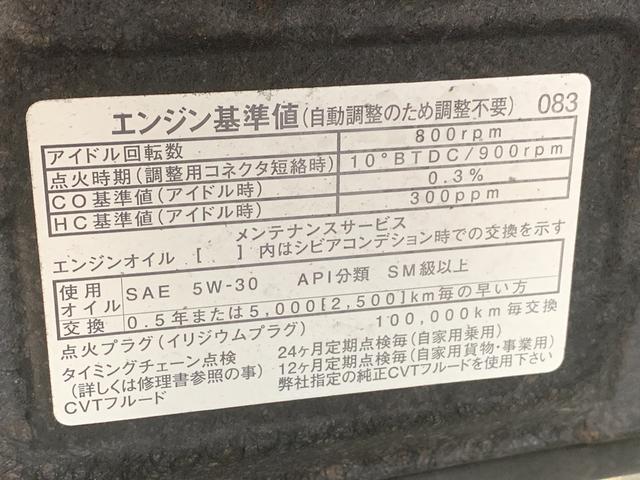 エンジン基準値(自動調整のため調整不要) 083
アイドル回転数 800rpm
点火時期(調整用コネクタ短絡時) 10°BTDC/900rpm
CO基準値(アイドル時) 0.3%
HC基準値(アイドル時) 300ppm
メンテナンスサービス
エンジンオイル [ ] 内はシビアコンデション時での交換を示す
使用オイル SAE 5W-30 API分類 SM級以上
交換 0.5年または5,000[2,500]km毎の早い方
点火プラグ(イリジウムプラグ) 100,000km毎交換
タイミングチェーン点検 24ヶ月定期点検毎(自家用乗用)
(詳しくは修理書参照の事) 12ヶ月定期点検毎(自家用貨物・事業用)
CVTフルード 弊社指定の純正CVTフルードを使用下さい